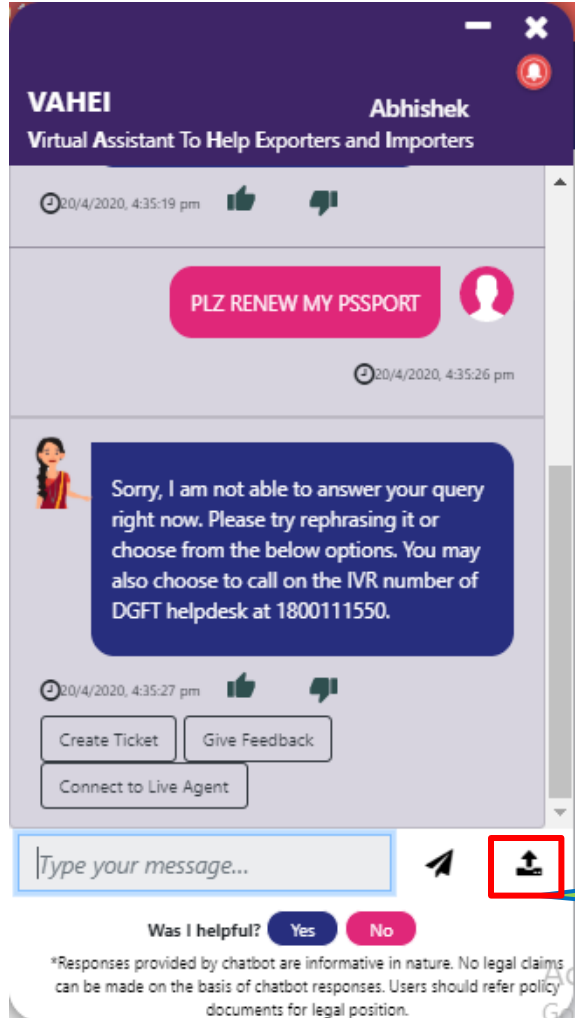 VAHEI
Abhishek
Virtual Assistant To Help Exporters and Importers
20/4/2020, 4:35:19 pm
PLZ RENEW MY PSSPORT
20/4/2020, 4:35:26 pm
Sorry, I am not able to answer your query
right now. Please try rephrasing it or
choose from the below options. You may
also choose to call on the IVR number of
DGFT helpdesk at 1800111550.
20/4/2020, 4:35:27 pm
Create Ticket
Give Feedback
Connect to Live Agent
Type your message...
Was I helpful? Yes No
*Responses provided by chatbot are informative in nature. No legal claims
can be made on the basis of chatbot responses. Users should refer policy
documents for legal position.